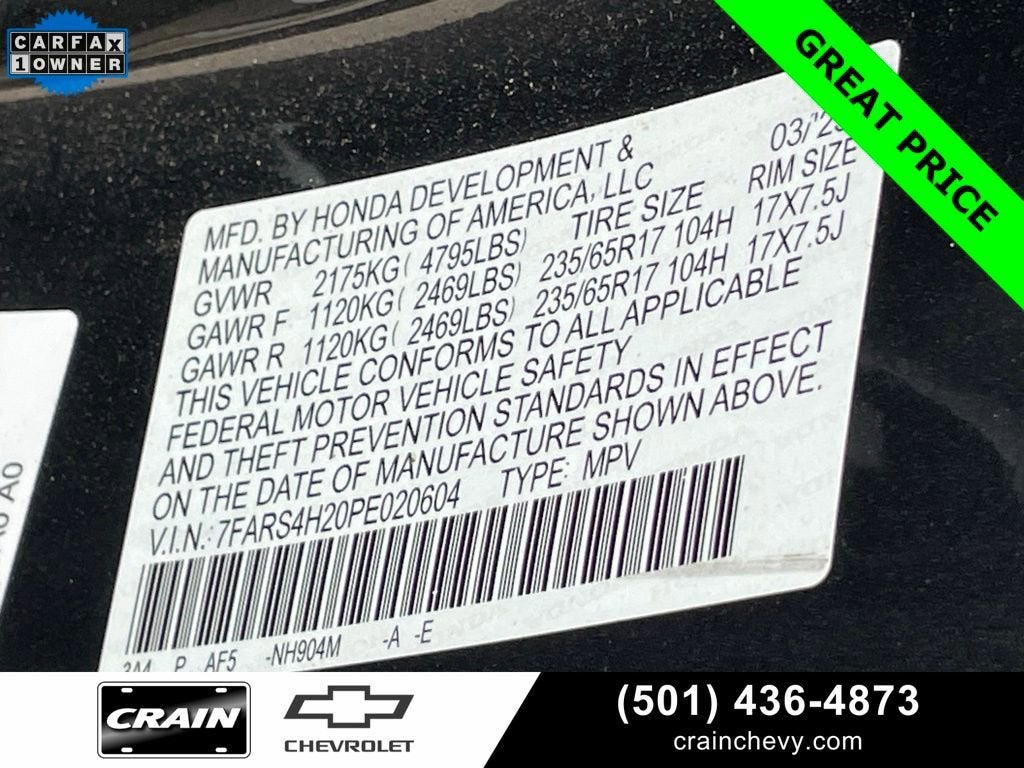 CARFAX
1 OWNER
GREAT PRICE
MFD. BY HONDA DEVELOPMENT &
MANUFACTURING OF AMERICA, LLC
GVWR 2175KG( 4795LBS) TIRE SIZE RIM SIZE
GAWR F 1120KG( 2469LBS) 235/65R17 104H 17X7.5J
GAWR R 1120KG( 2469LBS) 235/65R17 104H 17X7.5J
THIS VEHICLE CONFORMS TO ALL APPLICABLE
FEDERAL MOTOR VEHICLE SAFETY
AND THEFT PREVENTION STANDARDS IN EFFECT
ON THE DATE OF MANUFACTURE SHOWN ABOVE.
V.I.N.: 7FARS4H20PE020604 TYPE: MPV
P AF5 -NH904M -A -E
A0
CRAIN
CHEVROLET
(501) 436-4873
crainchevy.com